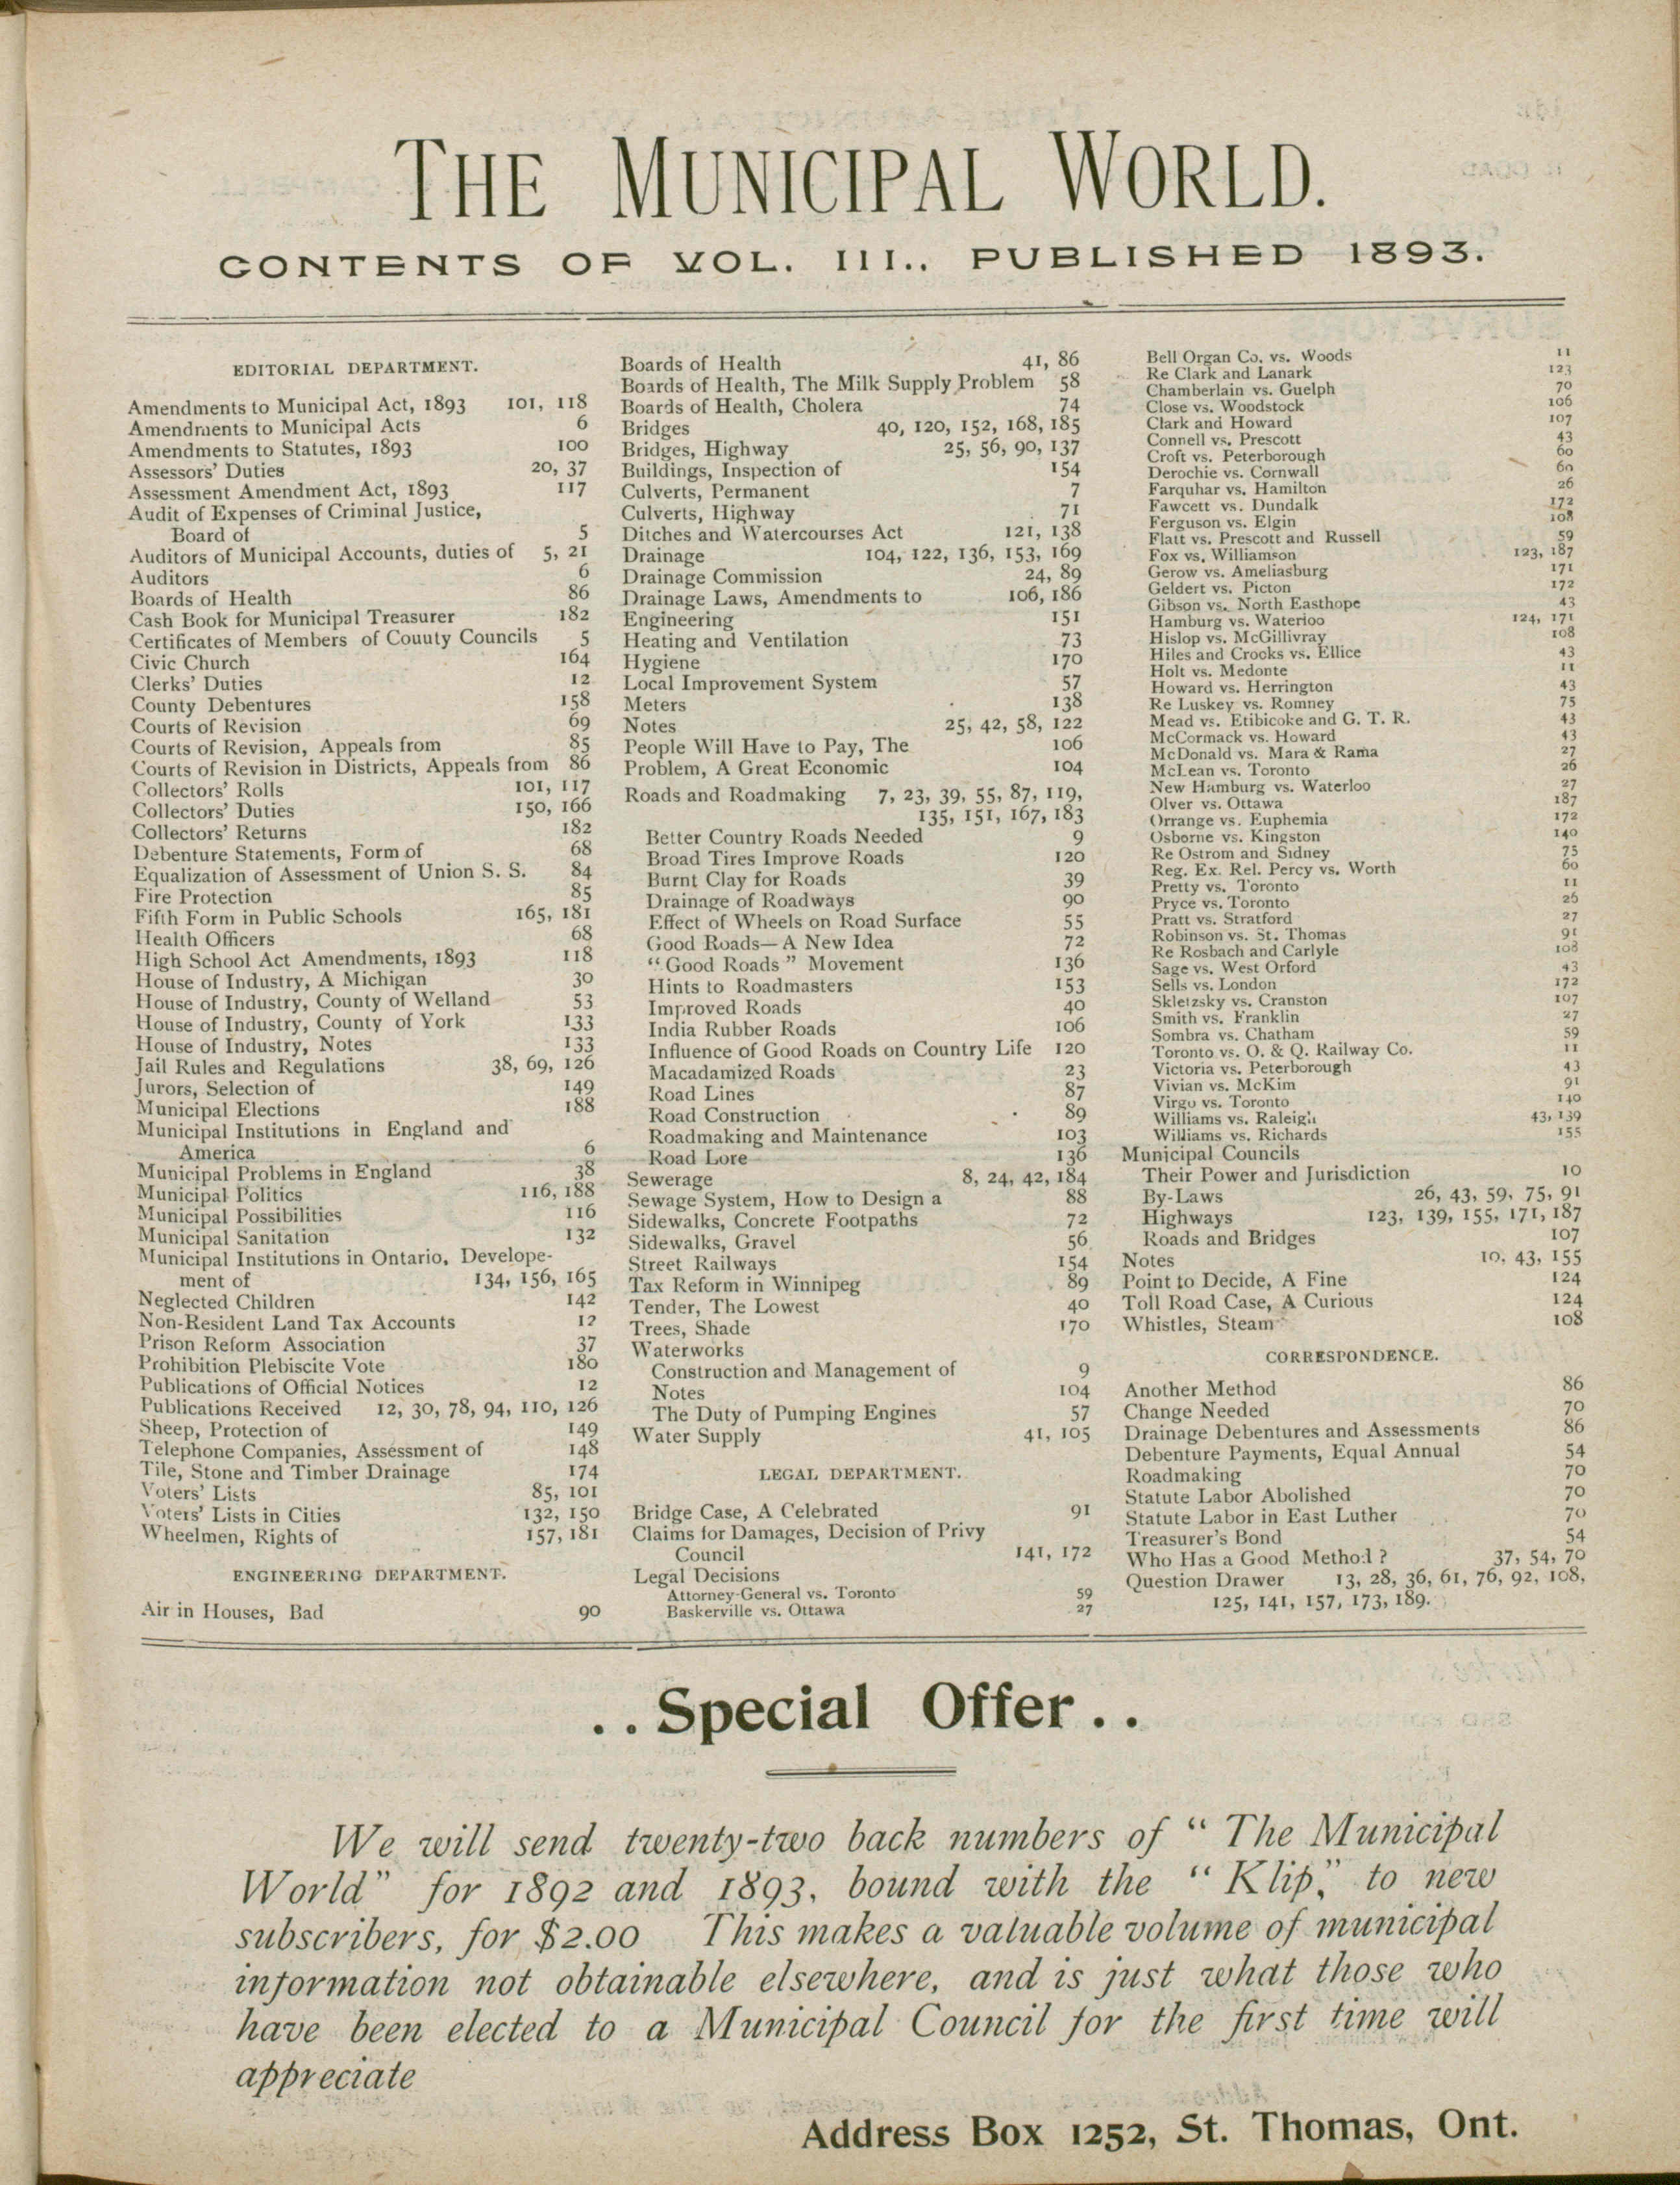 THE MUNICIPAL WORLD.
CONTENTS OF VOL. III., PUBLISHED 1893.
EDITORIAL DEPARTMENT.
Amendments to Municipal Act, 1893 101, 118
Amendments to Municipal Acts 6
Amendments to Statutes, 1893 100
Assessors' Duties 20, 37
Assessment Amendment Act, 1893 117
Audit of Expenses of Criminal Justice,
Board of 5
Auditors of Municipal Accounts, duties of 5, 21
Auditors 6
Boards of Health 86
Cash Book for Municipal Treasurer 182
Certificates of Members of Couuty Councils 5
Civic Church 164
Clerks' Duties 12
County Debentures 158
Courts of Revision 69
Courts of Revision, Appeals from 85
Courts of Revision in Districts, Appeals from 86
Collectors' Rolls 101, 117
Collectors' Duties 150, 166
Collectors' Returns 182
Debenture Statements, Form of 68
Equalization of Assessment of Union S. S. 84
Fire Protection 85
Fifth Form in Public Schools 165, 181
Health Officers 68
High School Act Amendments, 1893 118
House of Industry, A Michigan 30
House of Industry, County of Welland 53
House of Industry, County of York 133
House of Industry, Notes 133
Jail Rules and Regulations 38, 69, 126
Jurors, Selection of 149
Municipal Elections 188
Municipal Institutions in England and
America 6
Municipal Problems in England 38
Municipal Politics 116, 188
Municipal Possibilities 116
Municipal Sanitation 132
Municipal Institutions in Ontario, Develope-
ment of 134, 156, 165
Neglected Children 142
Non-Resident Land Tax Accounts 12
Prison Reform Association 37
Prohibition Plebiscite Vote 180
Publications of Official Notices 12
Publications Received 12, 30, 78, 94, 110, 126
Sheep, Protection of 149
Telephone Companies, Assessment of 148
Tile, Stone and Timber Drainage 174
Voters' Lists 85, 101
Voters' Lists in Cities 132, 150
Wheelmen, Rights of 157, 181
ENGINEERING DEPARTMENT.
Air in Houses, Bad 90
Boards of Health 41, 86
Boards of Health, The Milk Supply Problem 58
Boards of Health, Cholera 74
Bridges 40, 120, 152, 168, 185
Bridges, Highway 25, 56, 90, 137
Buildings, Inspection of 154
Culverts, Permanent 7
Culverts, Highway 71
Ditches and Watercourses Act 121, 138
Drainage 104, 122, 136, 153, 169
Drainage Commission 24, 89
Drainage Laws, Amendments to 106, 186
Engineering 151
Heating and Ventilation 73
Hygiene 170
Local Improvement System 57
Meters 138
Notes 25, 42, 58, 122
People Will Have to Pay, The 106
Problem, A Great Economic 104
Roads and Roadmaking 7, 23, 39, 55, 87, 119,
135, 151, 167, 183
Better Country Roads Needed 9
Broad Tires Improve Roads 120
Burnt Clay for Roads 39
Drainage of Roadways 90
Effect of Wheels on Road Surface 55
Good Roads—A New Idea 72
"Good Roads" Movement 136
Hints to Roadmasters 153
Improved Roads 40
India Rubber Roads 106
Influence of Good Roads on Country Life 120
Macadamized Roads 23
Road Lines 87
Road Construction 89
Roadmaking and Maintenance 103
Road Lore 136
Sewerage 8, 24, 42, 184
Sewage System, How to Design a 88
Sidewalks, Concrete Footpaths 72
Sidewalks, Gravel 56
Street Railways 154
Tax Reform in Winnipeg 89
Tender, The Lowest 40
Trees, Shade 170
Waterworks
Construction and Management of 9
Notes 104
The Duty of Pumping Engines 57
Water Supply 41, 105
LEGAL DEPARTMENT.
Bridge Case, A Celebrated 91
Claims for Damages, Decision of Privy
Council 141, 172
Legal Decisions
Attorney-General vs. Toronto 59
Baskerville vs. Ottawa 27
Bell Organ Co. vs. Woods 11
Re Clark and Lanark 123
Chamberlain vs. Guelph 70
Close vs. Woodstock 106
Clark and Howard 107
Connell vs. Prescott 43
Croft vs. Peterborough 60
Derochie vs. Cornwall 60
Farquhar vs. Hamilton 26
Fawcett vs. Dundalk 172
Ferguson vs. Elgin 108
Flatt vs. Prescott and Russell 59
Fox vs. Williamson 123, 187
Gerow vs. Ameliasburg 171
Geldert vs. Picton 172
Gibson vs. North Easthope 43
Hamburg vs. Waterloo 124, 171
Hislop vs. McGillivray 108
Hiles and Crocks vs. Ellice 43
Holt vs. Medonte 11
Howard vs. Herrington 43
Re Luskey vs. Romney 75
Mead vs. Etibicoke and G. T. R. 43
McCormack vs. Howard 43
McDonald vs. Mara & Rama 27
McLean vs. Toronto 26
New Hamburg vs. Waterloo 27
Olver vs. Ottawa 187
Orrange vs. Euphemia 172
Osborne vs. Kingston 140
Re Ostrom and Sidney 75
Reg. Ex. Rel. Percy vs. Worth 60
Pretty vs. Toronto 11
Pryce vs. Toronto 26
Pratt vs. Stratford 27
Robinson vs. St. Thomas 91
Re Rosbach and Carlyle 108
Sage vs. West Orford 43
Sells vs. London 172
Skletzsky vs. Cranston 107
Smith vs. Franklin 27
Sombra vs. Chatham 59
Toronto vs. O. & Q. Railway Co. 11
Victoria vs. Peterborough 43
Vivian vs. McKim 91
Virgo vs. Toronto 140
Williams vs. Raleigh 43, 139
Williams vs. Richards 155
Municipal Councils
Their Power and Jurisdiction 10
By-Laws 26, 43, 59, 75, 91
Highways 123, 139, 155, 171, 187
Roads and Bridges 107
Notes 10, 43, 155
Point to Decide, A Fine 124
Toll Road Case, A Curious 124
Whistles, Steam 108
CORRESPONDENCE.
Another Method 86
Change Needed 70
Drainage Debentures and Assessments 86
Debenture Payments, Equal Annual 54
Roadmaking 70
Statute Labor Abolished 70
Statute Labor in East Luther 70
Treasurer's Bond 54
Who Has a Good Method? 37, 54, 70
Question Drawer 13, 28, 36, 61, 76, 92, 108,
125, 141, 157, 173, 189.
..Special Offer..
We will send twenty-two back numbers of "The Municipal
World" for 1892 and 1893, bound with the "Klip," to new
subscribers, for $2.00 This makes a valuable volume of municipal
information not obtainable elsewhere, and is just what those who
have been elected to a Municipal Council for the first time will
appreciate
Address Box 1252, St. Thomas, Ont.